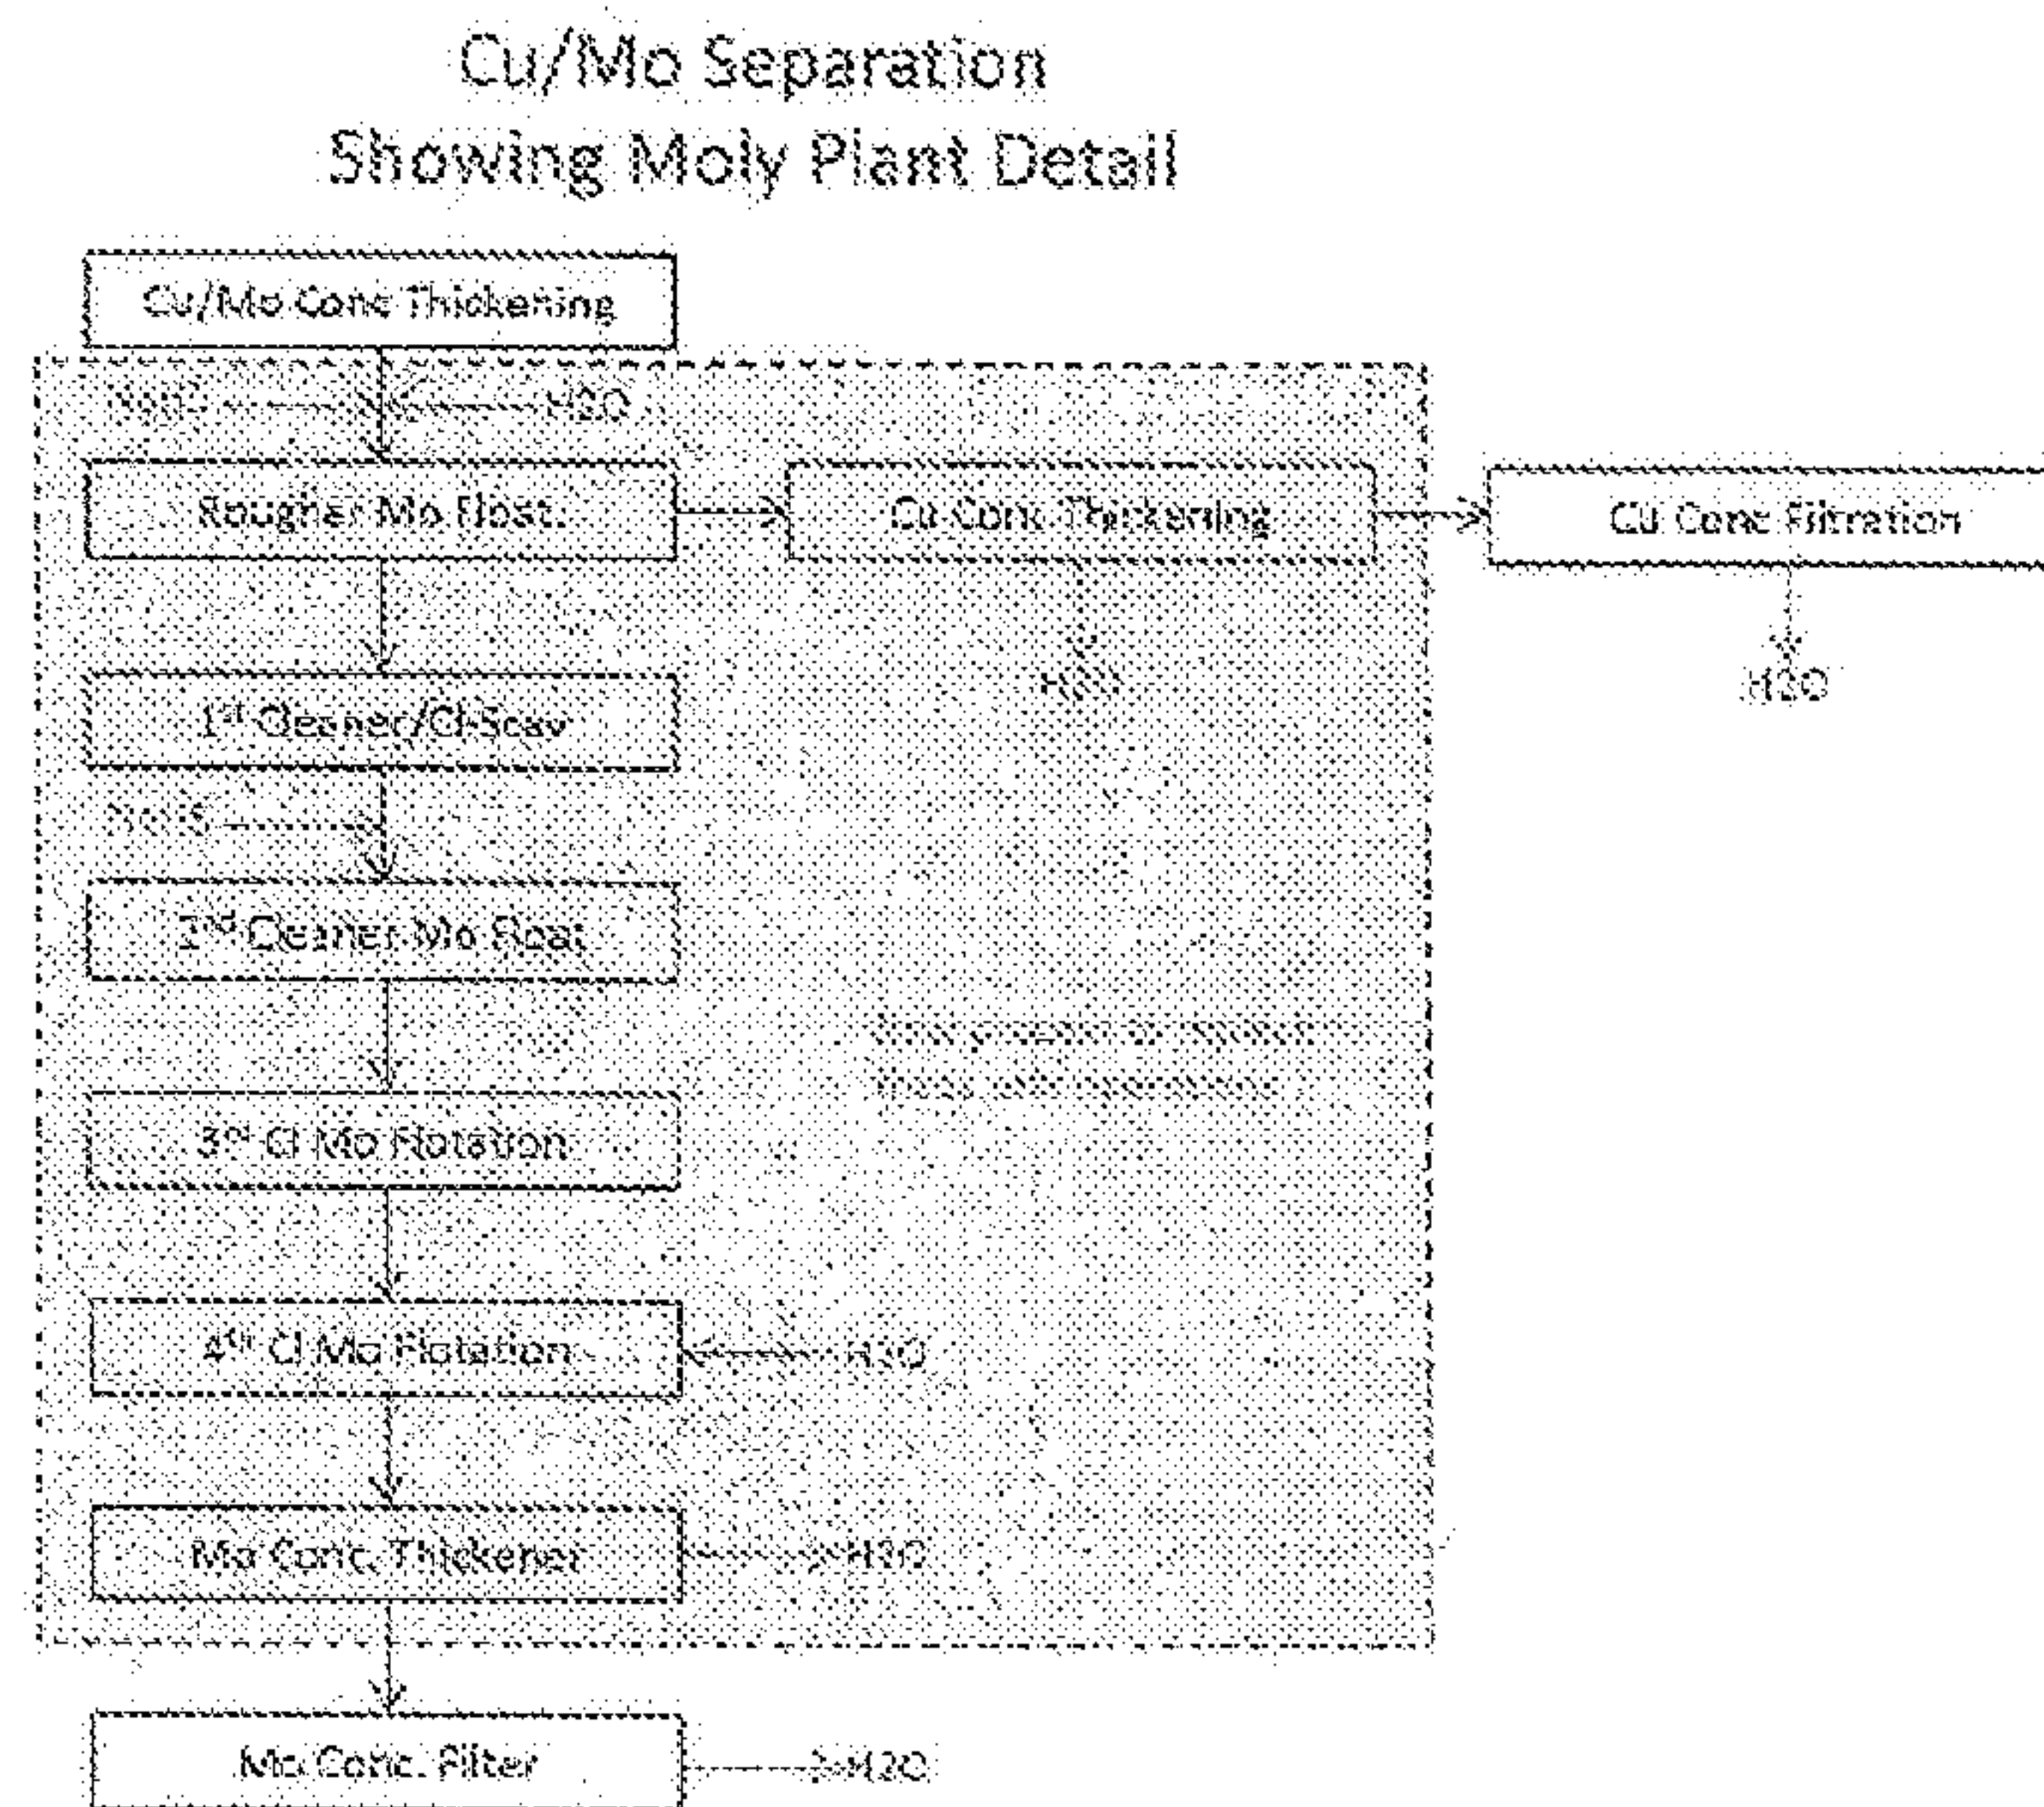 Cu/Mo Separation
Showing Moly Plant Detail
Cu/Mo Conc Thickening
H2O
Rougher Mo Float.
Cu Conc Thickening
Cu Conc Filtration
H2O
H2O
1st Cleaner/Cl-Scav
2nd Cleaner Mo Float
3rd Cl Mo Flotation
4th Cl Mo Flotation
H2O
Mo Conc. Thickener
H2O
Mo Conc. Filter
H2O